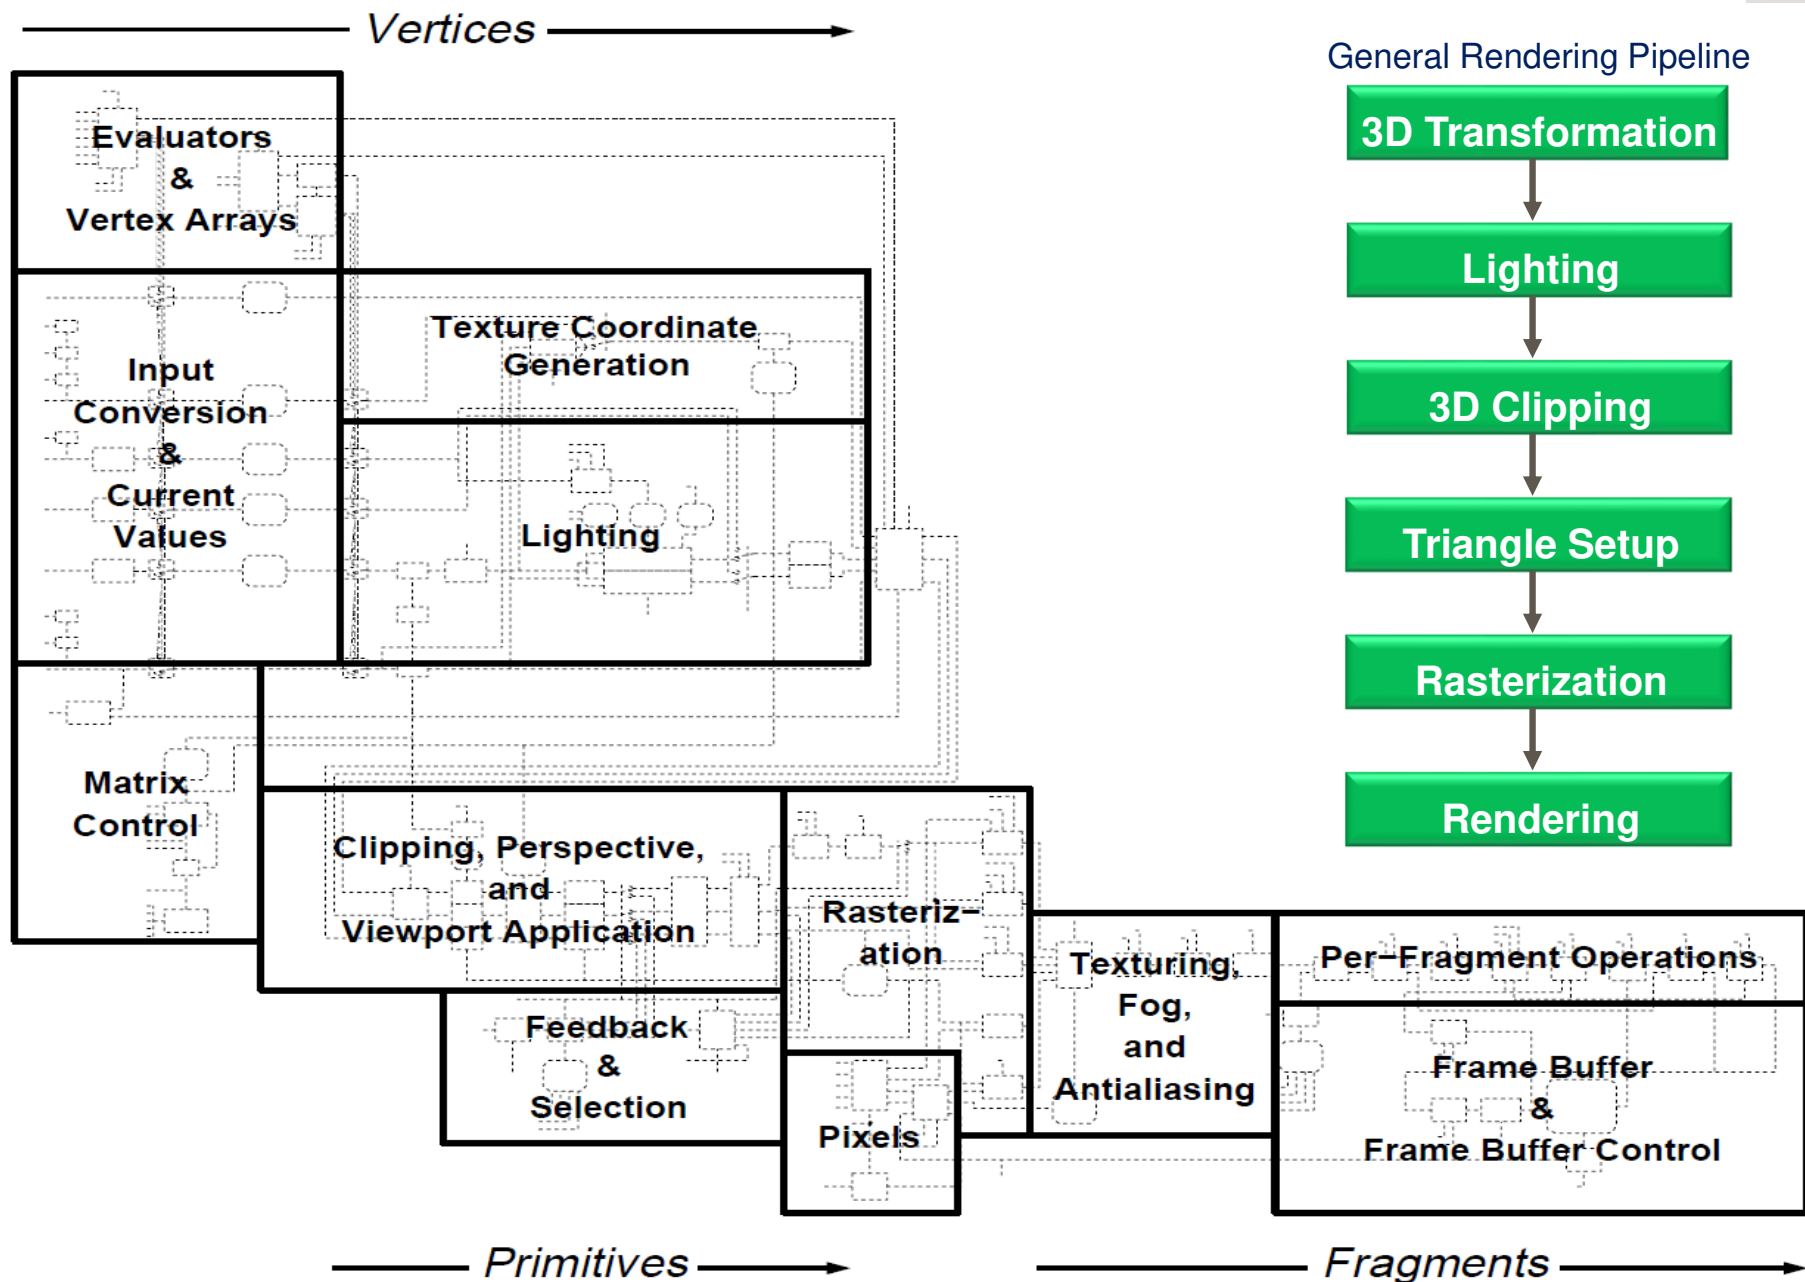 Vertices
General Rendering Pipeline
3D Transformation
Lighting
3D Clipping
Triangle Setup
Rasterization
Rendering
Evaluators
&
Vertex Arrays
Input
Conversion
&
Current
Values
Texture Coordinate
Generation
Lighting
Matrix
Control
Clipping, Perspective,
and
Viewport Application
Rasteriz−
ation
Feedback
&
Selection
Pixels
Texturing,
Fog,
and
Antialiasing
Per−Fragment Operations
Frame Buffer
&
Frame Buffer Control
Primitives
Fragments